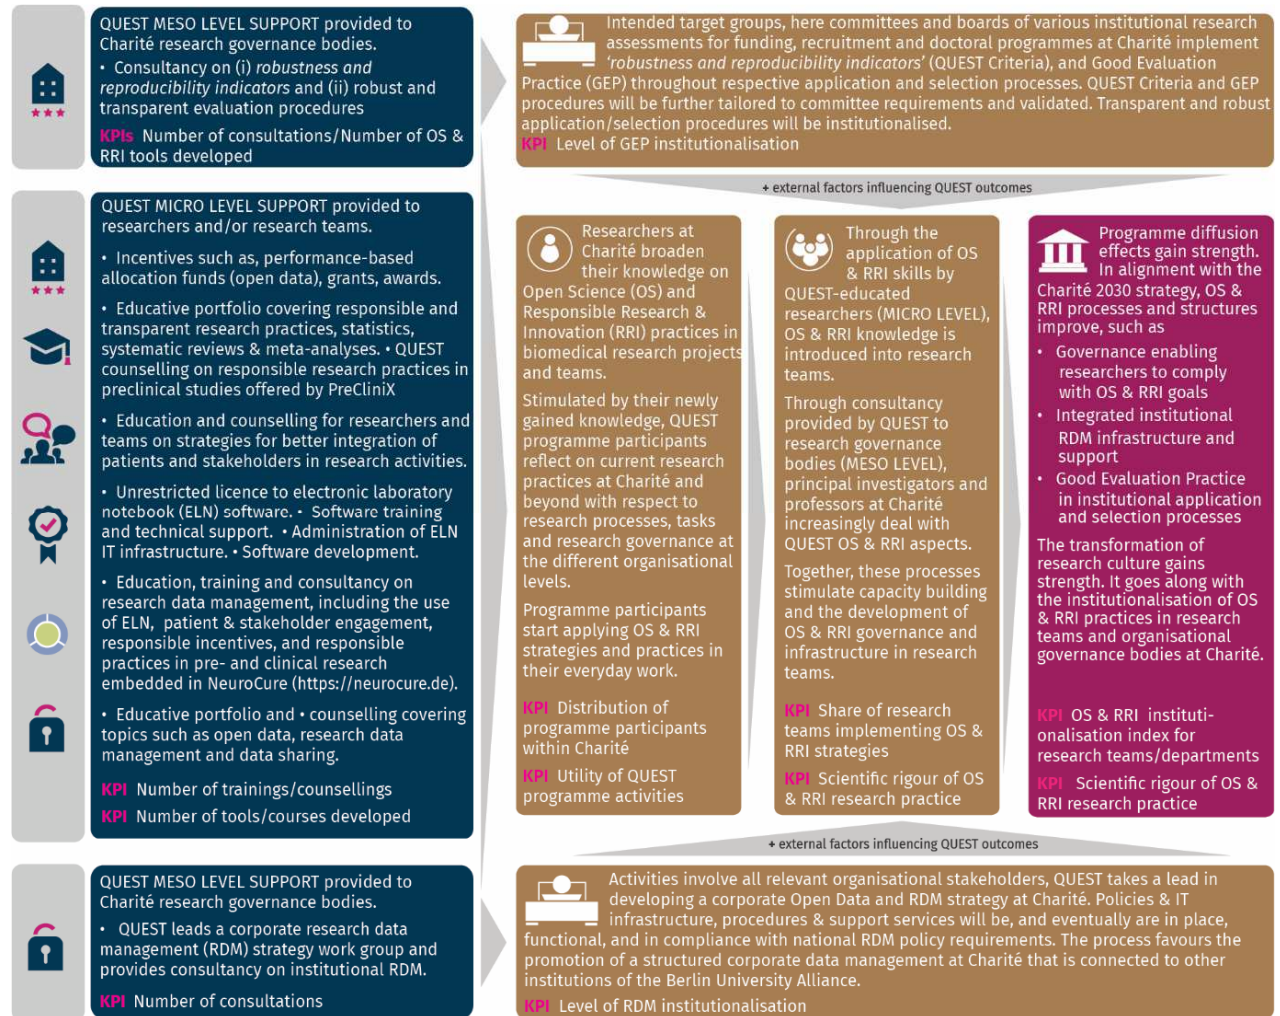 QUEST MESO LEVEL SUPPORT provided to
Charité research governance bodies.
• Consultancy on (i) robustness and
reproducibility indicators and (ii) robust and
transparent evaluation procedures
KPIs Number of consultations/Number of OS &
RRI tools developed
Intended target groups, here committees and boards of various institutional research
assessments for funding, recruitment and doctoral programmes at Charité implement
'robustness and reproducibility indicators' (QUEST Criteria), and Good Evaluation
Practice (GEP) throughout respective application and selection processes. QUEST Criteria and GEP
procedures will be further tailored to committee requirements and validated. Transparent and robust
application/selection procedures will be institutionalised.
KPI Level of GEP institutionalisation
+ external factors influencing QUEST outcomes
QUEST MICRO LEVEL SUPPORT provided to
researchers and/or research teams.
• Incentives such as, performance-based
allocation funds (open data), grants, awards.
• Educative portfolio covering responsible and
transparent research practices, statistics,
systematic reviews & meta-analyses. • QUEST
counselling on responsible research practices in
preclinical studies offered by PreCliniX
• Education and counselling for researchers and
teams on strategies for better integration of
patients and stakeholders in research activities.
• Unrestricted licence to electronic laboratory
notebook (ELN) software. • Software training
and technical support. • Administration of ELN
IT infrastructure. • Software development.
• Education, training and consultancy on
research data management, including the use
of ELN, patient & stakeholder engagement,
responsible incentives, and responsible
practices in pre- and clinical research
embedded in NeuroCure (https://neurocure.de).
• Educative portfolio and • counselling covering
topics such as open data, research data
management and data sharing.
KPI Number of trainings/counsellings
KPI Number of tools/courses developed
Researchers at
Charité broaden
their knowledge on
Open Science (OS) and
Responsible Research &
Innovation (RRI) practices in
biomedical research projects
and teams.
Stimulated by their newly
gained knowledge, QUEST
programme participants
reflect on current research
practices at Charité and
beyond with respect to
research processes, tasks
and research governance at
the different organisational
levels.
Programme participants
start applying OS & RRI
strategies and practices in
their everyday work.
KPI Distribution of
programme participants
within Charité
KPI Utility of QUEST
programme activities
Through the
application of OS
& RRI skills by
QUEST-educated
researchers (MICRO LEVEL),
OS & RRI knowledge is
introduced into research
teams.
Through consultancy
provided by QUEST to
research governance
bodies (MESO LEVEL),
principal investigators and
professors at Charité
increasingly deal with
QUEST OS & RRI aspects.
Together, these processes
stimulate capacity building
and the development of
OS & RRI governance and
infrastructure in research
teams.
KPI Share of research
teams implementing OS &
RRI strategies
KPI Scientific rigour of OS
& RRI research practice
Programme diffusion
effects gain strength.
In alignment with the
Charité 2030 strategy, OS &
RRI processes and structures
improve, such as
• Governance enabling
researchers to comply
with OS & RRI goals
• Integrated institutional
RDM infrastructure and
support
• Good Evaluation Practice
in institutional application
and selection processes
The transformation of
research culture gains
strength. It goes along with
the institutionalisation of OS
& RRI practices in research
teams and organisational
governance bodies at Charité.
KPI OS & RRI instituti-
onalisation index for
research teams/departments
KPI Scientific rigour of OS &
RRI research practice
+ external factors influencing QUEST outcomes
QUEST MESO LEVEL SUPPORT provided to
Charité research governance bodies.
• QUEST leads a corporate research data
management (RDM) strategy work group and
provides consultancy on institutional RDM.
KPI Number of consultations
Activities involve all relevant organisational stakeholders, QUEST takes a lead in
developing a corporate Open Data and RDM strategy at Charité. Policies & IT
infrastructure, procedures & support services will be, and eventually are in place,
functional, and in compliance with national RDM policy requirements. The process favours the
promotion of a structured corporate data management at Charité that is connected to other
institutions of the Berlin University Alliance.
KPI Level of RDM institutionalisation